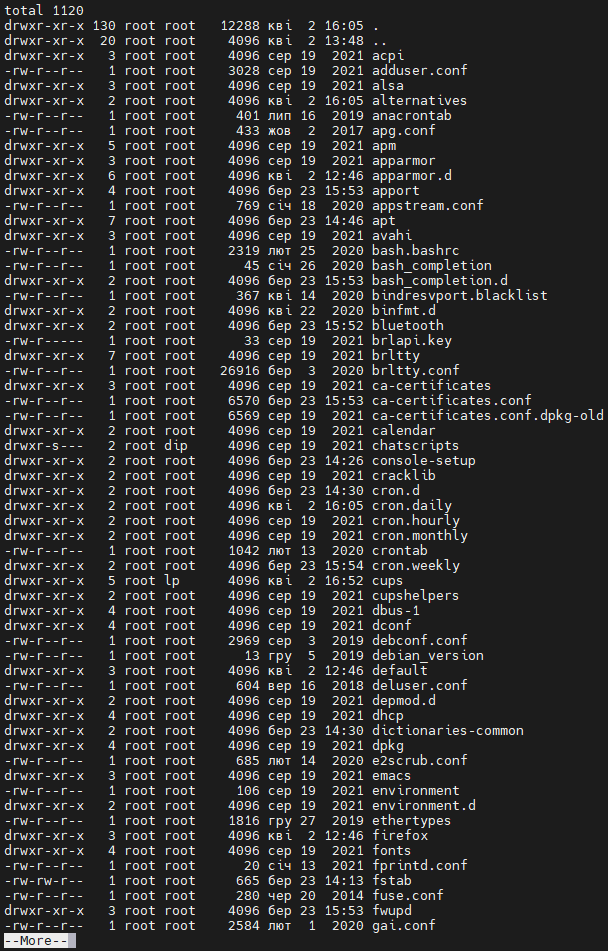 total 1120
drwxr-xr-x 130 root root   12288 кві  2 16:05 .
drwxr-xr-x  20 root root    4096 кві  2 13:48 ..
drwxr-xr-x   3 root root    4096 сер 19  2021 acpi
-rw-r--r--   1 root root    3028 сер 19  2021 adduser.conf
drwxr-xr-x   3 root root    4096 сер 19  2021 alsa
drwxr-xr-x   2 root root    4096 кві  2 16:05 alternatives
-rw-r--r--   1 root root     401 лип 16  2019 anacrontab
-rw-r--r--   1 root root     433 жов  2  2017 apg.conf
drwxr-xr-x   5 root root    4096 сер 19  2021 apm
drwxr-xr-x   3 root root    4096 сер 19  2021 apparmor
drwxr-xr-x   6 root root    4096 кві  2 12:46 apparmor.d
drwxr-xr-x   4 root root    4096 бер 23 15:53 apport
-rw-r--r--   1 root root     769 січ 18  2020 appstream.conf
drwxr-xr-x   7 root root    4096 бер 23 14:46 apt
drwxr-xr-x   3 root root    4096 сер 19  2021 avahi
-rw-r--r--   1 root root    2319 лют 25  2020 bash.bashrc
-rw-r--r--   1 root root      45 січ 26  2020 bash_completion
drwxr-xr-x   2 root root    4096 бер 23 15:53 bash_completion.d
-rw-r--r--   1 root root     367 кві 14  2020 bindresvport.blacklist
drwxr-xr-x   2 root root    4096 кві 22  2020 binfmt.d
drwxr-xr-x   2 root root    4096 бер 23 15:52 bluetooth
-rw-r-----   1 root root      33 сер 19  2021 brlapi.key
drwxr-xr-x   7 root root    4096 сер 19  2021 brltty
-rw-r--r--   1 root root   26916 бер  3  2020 brltty.conf
drwxr-xr-x   3 root root    4096 сер 19  2021 ca-certificates
-rw-r--r--   1 root root    6570 бер 23 15:53 ca-certificates.conf
-rw-r--r--   1 root root    6569 сер 19  2021 ca-certificates.conf.dpkg-old
drwxr-xr-x   2 root root    4096 сер 19  2021 calendar
drwxr-s---   2 root dip     4096 сер 19  2021 chatscripts
drwxr-xr-x   2 root root    4096 бер 23 14:26 console-setup
drwxr-xr-x   2 root root    4096 сер 19  2021 cracklib
drwxr-xr-x   2 root root    4096 бер 23 14:30 cron.d
drwxr-xr-x   2 root root    4096 кві  2 16:05 cron.daily
drwxr-xr-x   2 root root    4096 сер 19  2021 cron.hourly
drwxr-xr-x   2 root root    4096 сер 19  2021 cron.monthly
-rw-r--r--   1 root root    1042 лют 13  2020 crontab
drwxr-xr-x   2 root root    4096 бер 23 15:54 cron.weekly
drwxr-xr-x   5 root lp      4096 кві  2 16:52 cups
drwxr-xr-x   2 root root    4096 сер 19  2021 cupshelpers
drwxr-xr-x   4 root root    4096 сер 19  2021 dbus-1
drwxr-xr-x   4 root root    4096 сер 19  2021 dconf
-rw-r--r--   1 root root    2969 сер  3  2019 debconf.conf
-rw-r--r--   1 root root      13 гру  5  2019 debian_version
drwxr-xr-x   3 root root    4096 кві  2 12:46 default
-rw-r--r--   1 root root     604 вер 16  2018 deluser.conf
drwxr-xr-x   2 root root    4096 сер 19  2021 depmod.d
drwxr-xr-x   4 root root    4096 сер 19  2021 dhcp
drwxr-xr-x   2 root root    4096 бер 23 14:30 dictionaries-common
drwxr-xr-x   4 root root    4096 сер 19  2021 dpkg
-rw-r--r--   1 root root     685 лют 14  2020 e2scrub.conf
drwxr-xr-x   3 root root    4096 сер 19  2021 emacs
-rw-r--r--   1 root root     106 сер 19  2021 environment
drwxr-xr-x   2 root root    4096 сер 19  2021 environment.d
-rw-r--r--   1 root root    1816 гру 27  2019 ethertypes
drwxr-xr-x   3 root root    4096 кві  2 12:46 firefox
drwxr-xr-x   4 root root    4096 сер 19  2021 fonts
-rw-r--r--   1 root root      20 січ 13  2021 fprintd.conf
-rw-rw-r--   1 root root     665 бер 23 14:13 fstab
-rw-r--r--   1 root root     280 чер 20  2014 fuse.conf
drwxr-xr-x   3 root root    4096 бер 23 15:53 fwupd
-rw-r--r--   1 root root    2584 лют  1  2020 gai.conf
--More--